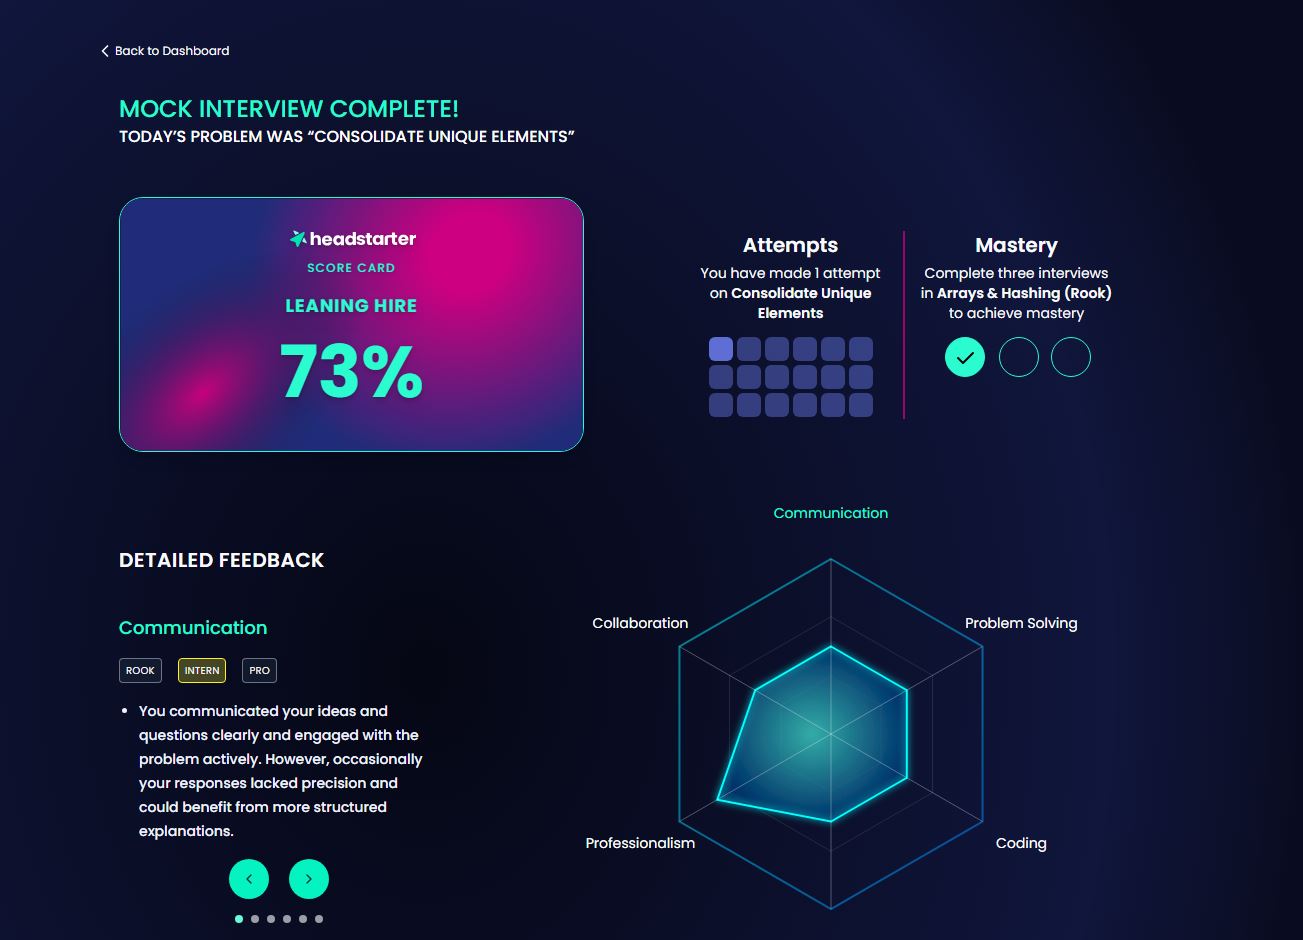 Back to Dashboard
MOCK INTERVIEW COMPLETE!
TODAY’S PROBLEM WAS “CONSOLIDATE UNIQUE ELEMENTS”
headstarter
SCORE CARD
LEANING HIRE
73%
Attempts
You have made 1 attempt
on Consolidate Unique
Elements
Mastery
Complete three interviews
in Arrays & Hashing (Rook)
to achieve mastery
DETAILED FEEDBACK
Communication
ROOK INTERN PRO
• You communicated your ideas and
questions clearly and engaged with the
problem actively. However, occasionally
your responses lacked precision and
could benefit from more structured
explanations.
Communication
Collaboration
Problem Solving
Professionalism
Coding